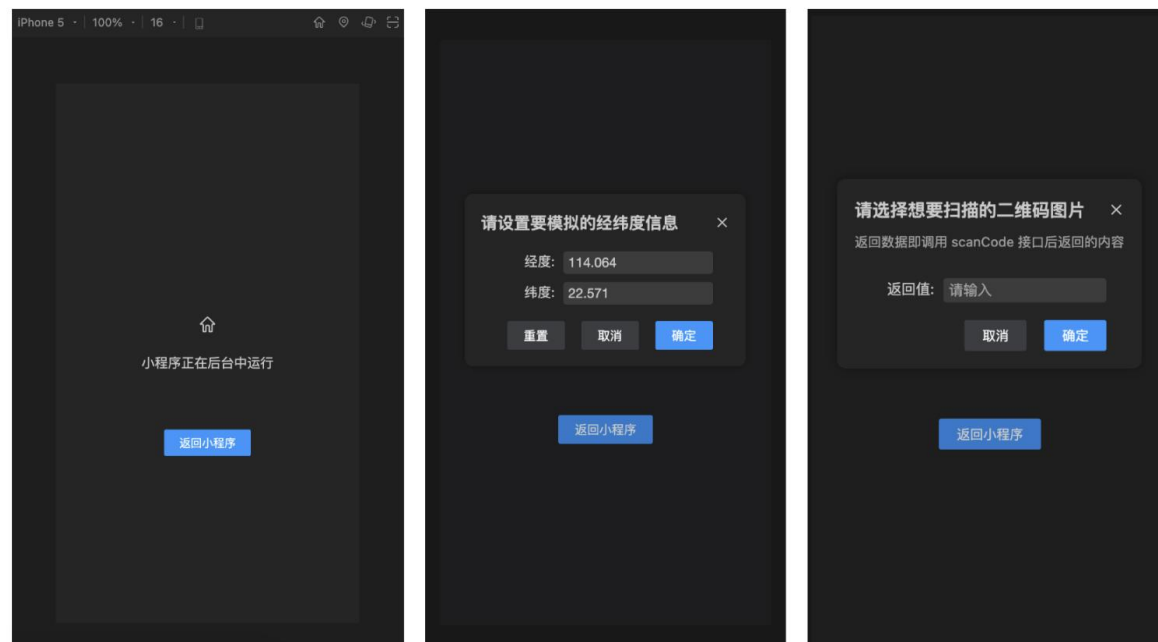 iPhone 5 100% 16
小程序正在后台中运行
返回小程序
请设置要模拟的经纬度信息
经度: 114.064
纬度: 22.571
重置 取消 确定
返回小程序
请选择想要扫描的二维码图片
返回数据即调用 scanCode 接口后返回的内容
返回值: 请输入
取消 确定
返回小程序